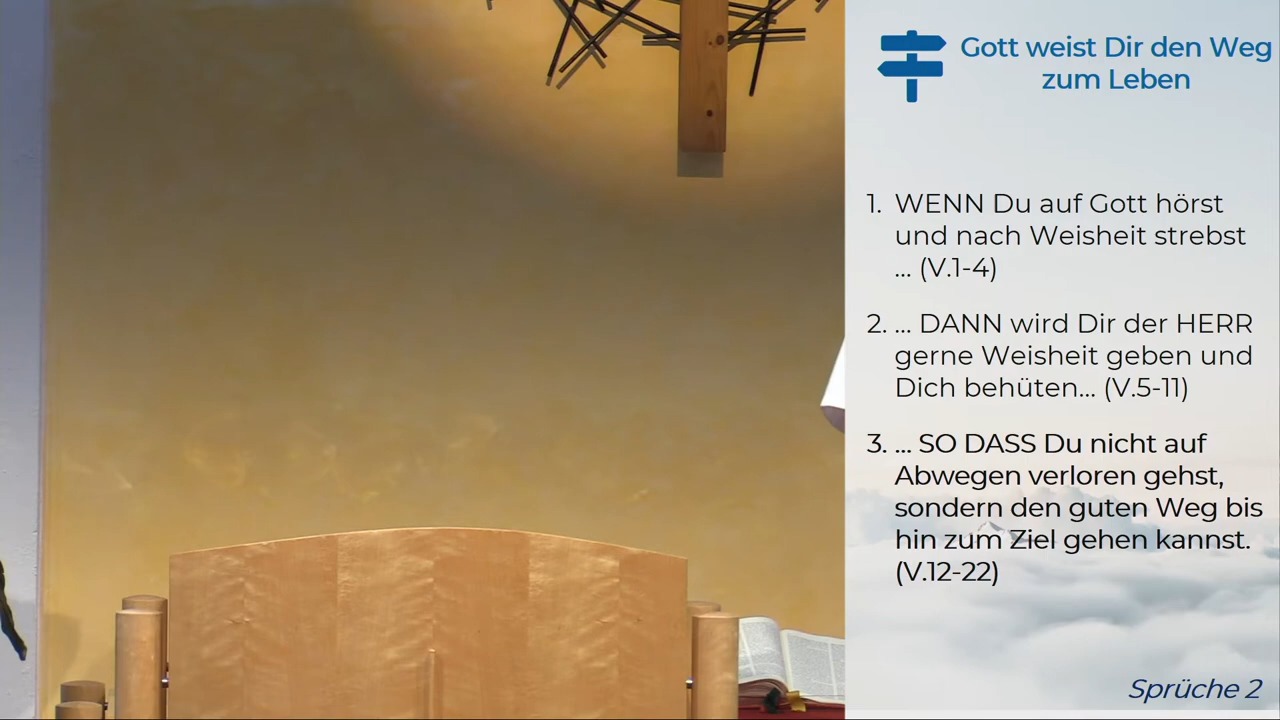 Gott weist Dir den Weg
zum Leben
1. WENN Du auf Gott hörst
und nach Weisheit strebst
... (V.1-4)
2. ... DANN wird Dir der HERR
gerne Weisheit geben und
Dich behüten... (V.5-11)
3. ... SO DASS Du nicht auf
Abwegen verloren gehst,
sondern den guten Weg bis
hin zum Ziel gehen kannst.
(V.12-22)
Sprüche 2